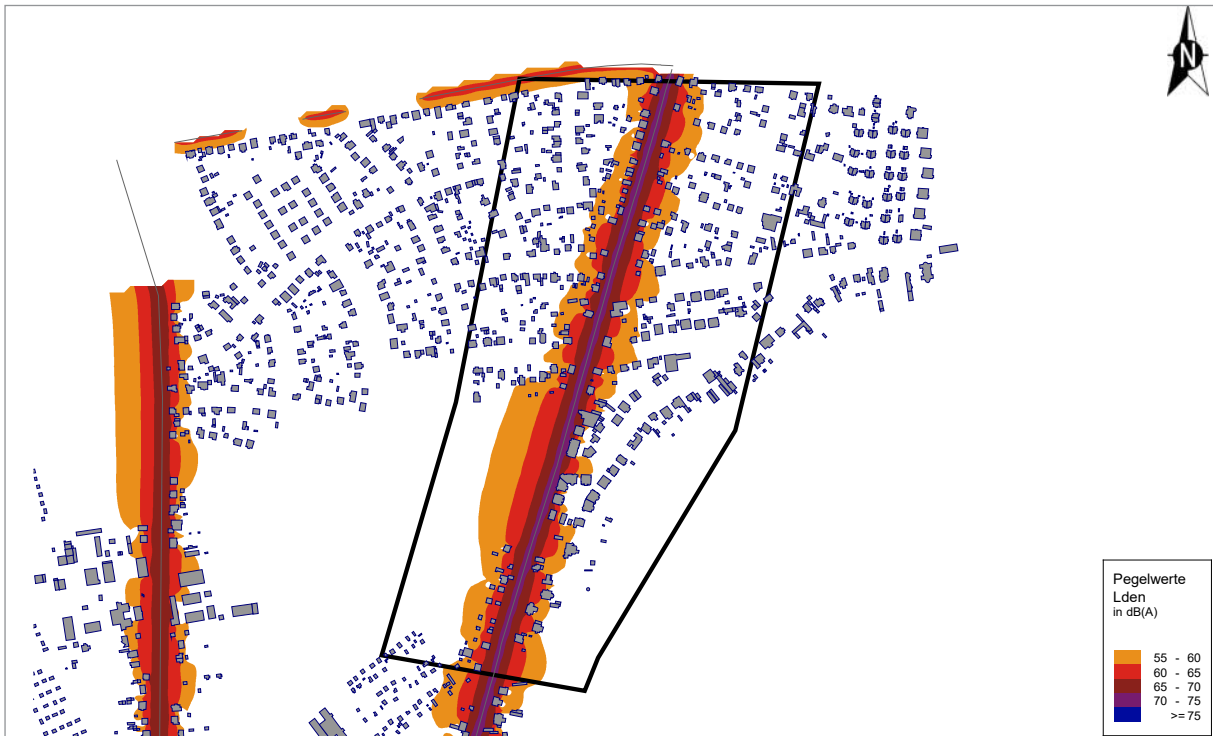 N
Pegelwerte
Lden
in dB(A)
55 - 60
60 - 65
65 - 70
70 - 75
>= 75